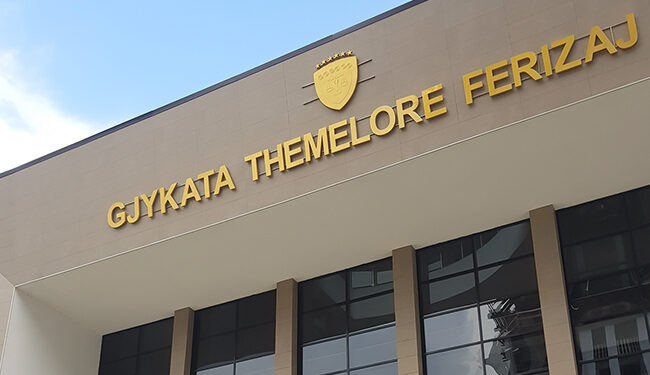 GJYKATA THEMELORE FERIZAJ